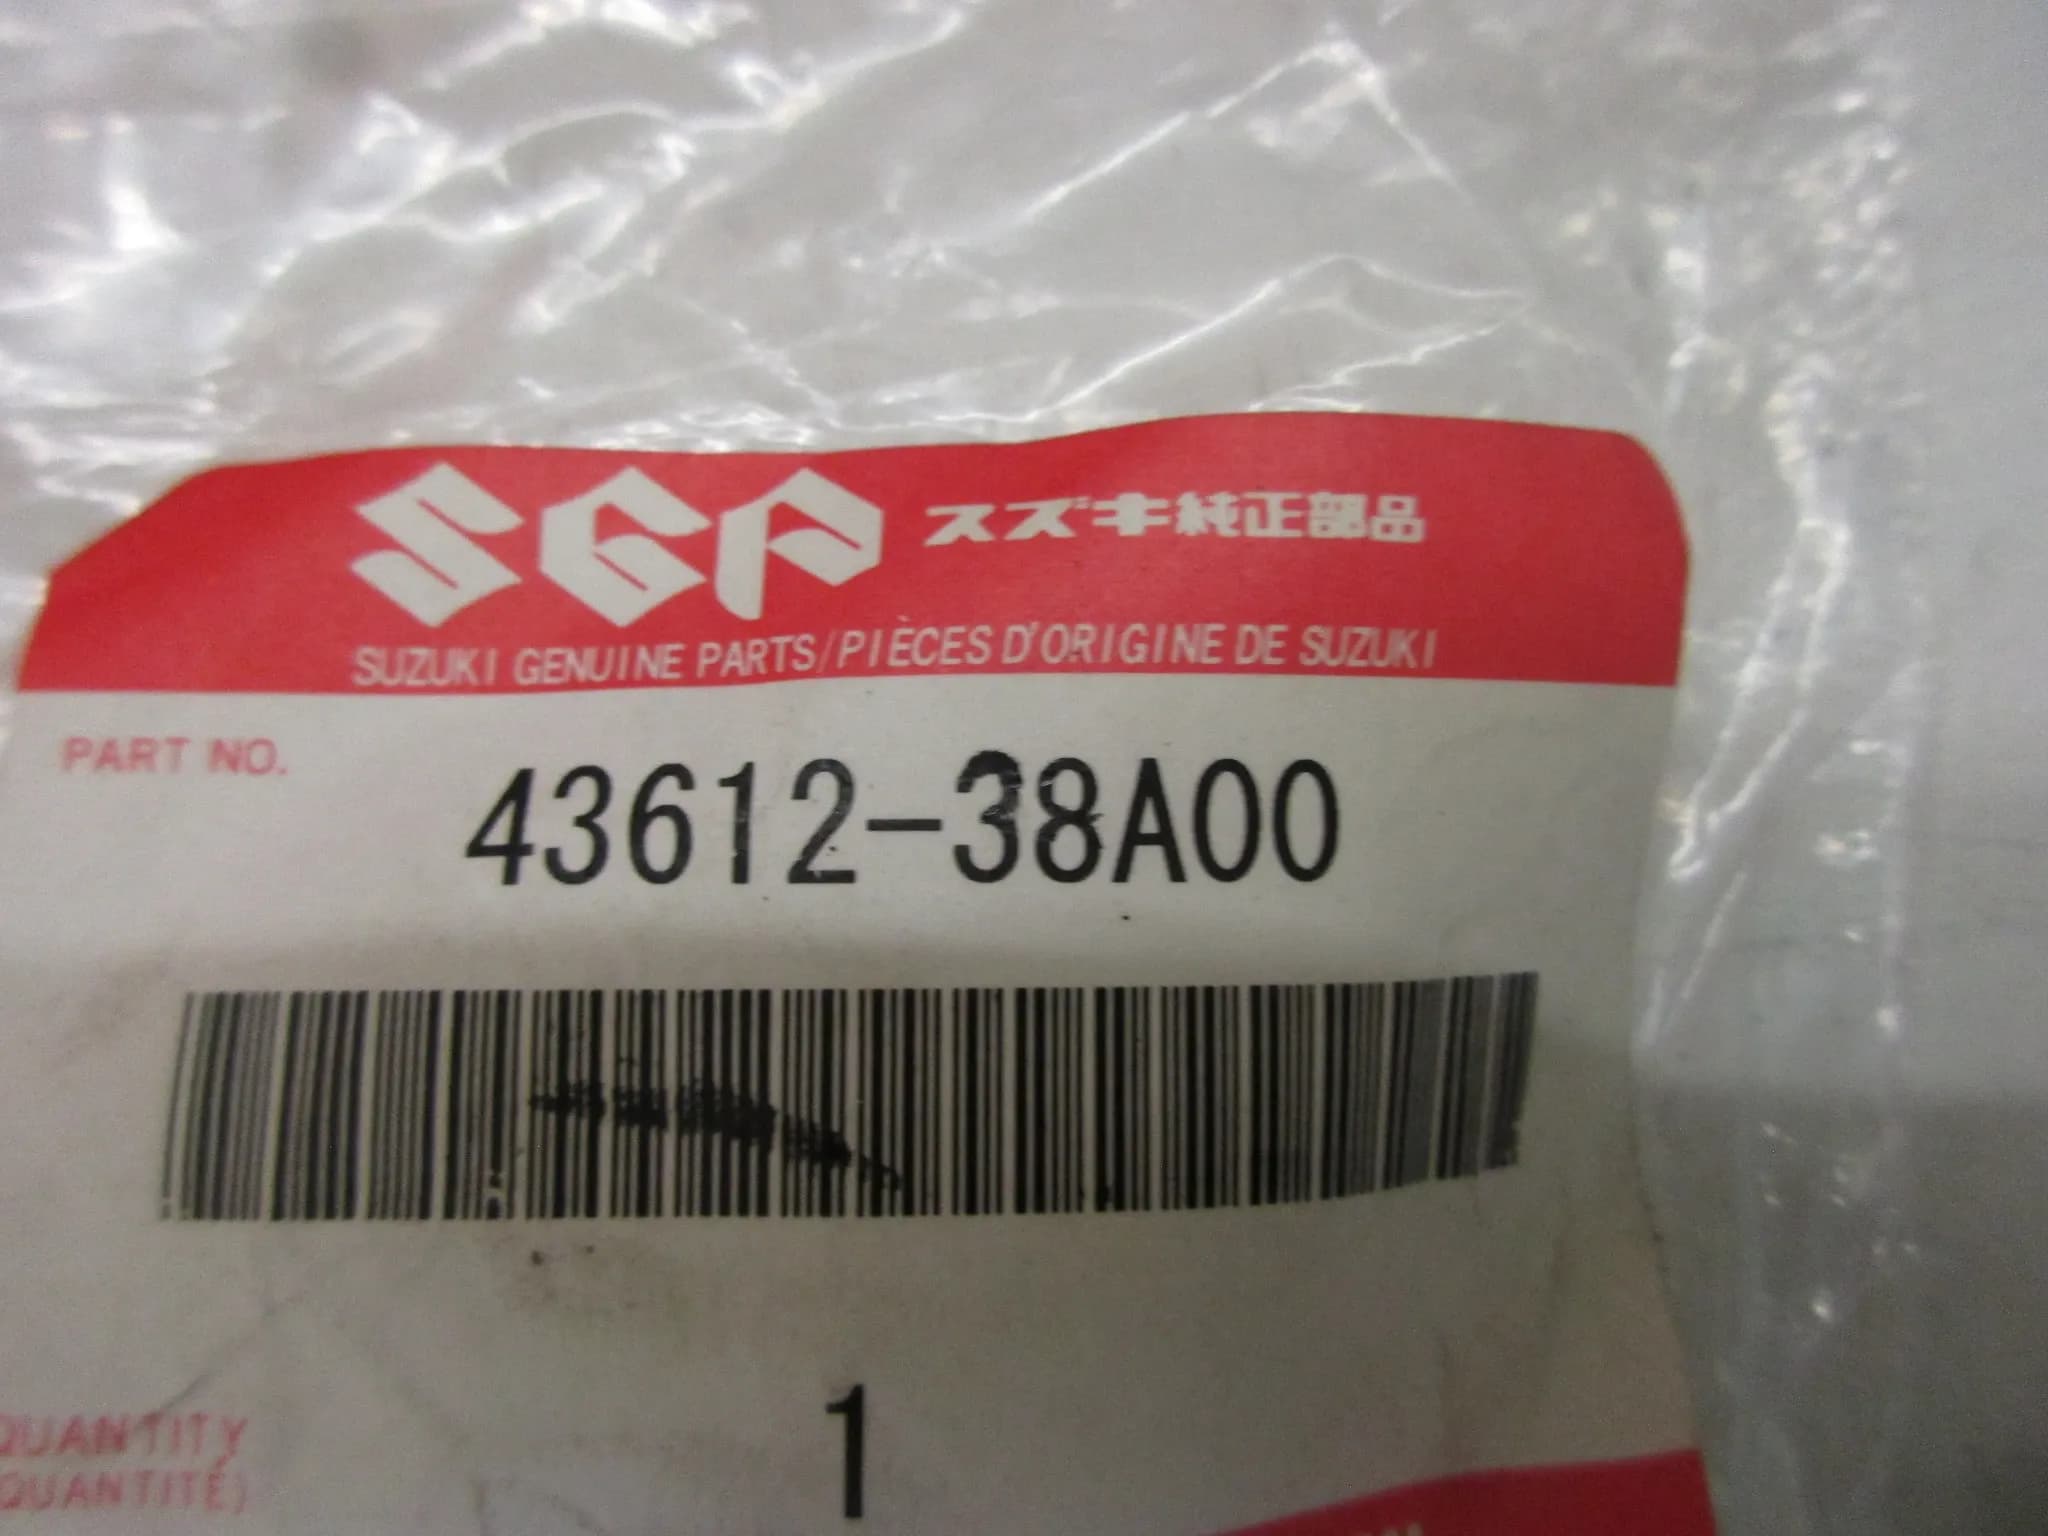 SGP スズキ純正部品
SUZUKI GENUINE PARTS/PIÈCES D'ORIGINE DE SUZUKI
PART NO.
43612-38A00
1
QUANTITY
QUANTITÉ)